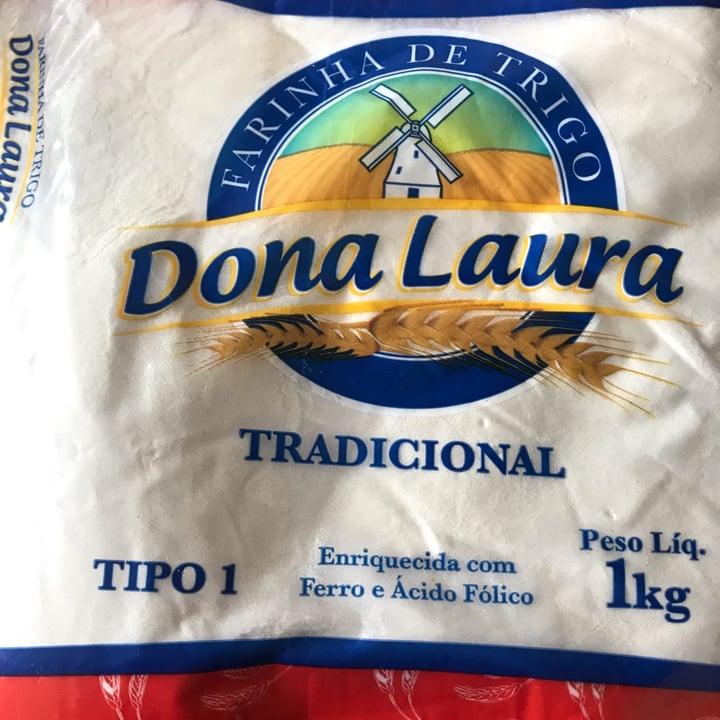 FARINHA DE TRIGO
Dona Laura
FARINHA DE TRIGO
Dona Laura
TRADICIONAL
TIPO 1
Enriquecida com
Ferro e Ácido Fólico
Peso Líq.
1kg